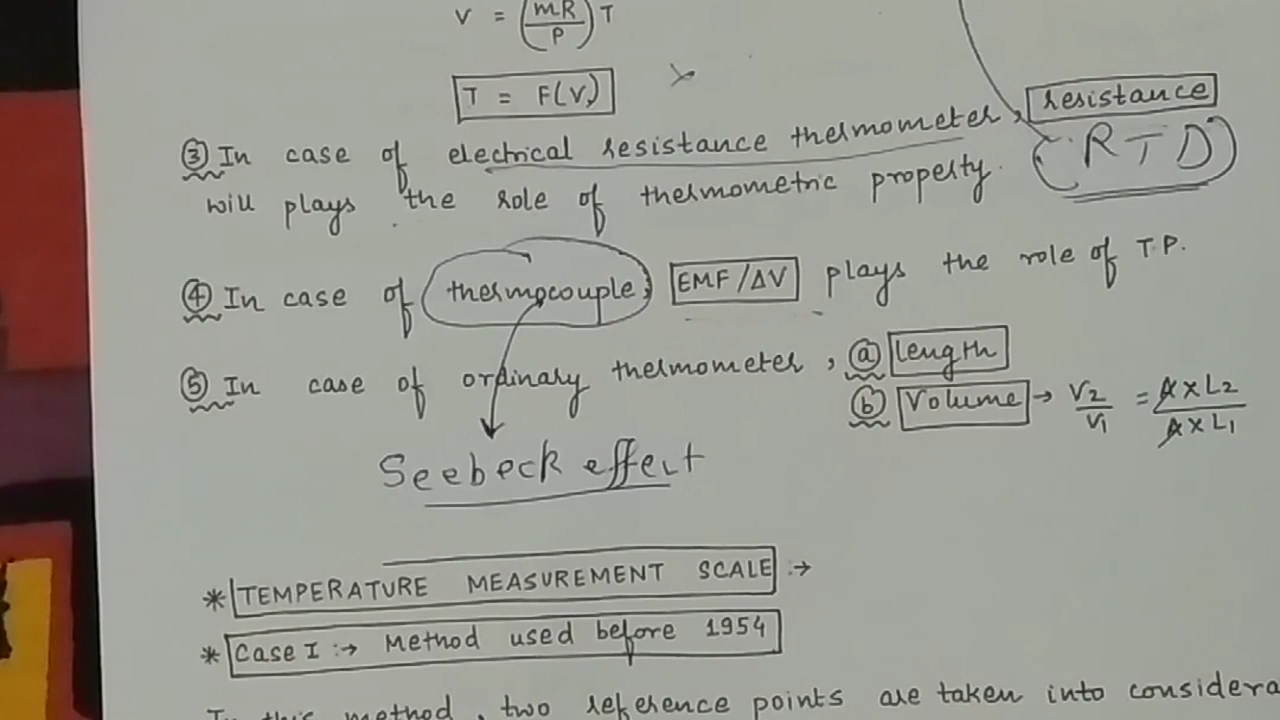 V = (mR/P) T
T = F(V)
③ In case of electrical resistance thermometer, resistance
will plays the role of thermometric property. (RTD)
④ In case of thermocouple, EMF/ΔV plays the role of T.P.
⑤ In case of ordinary thermometer, ⓐ length
ⓑ Volume → V2/V1 = A×L2/A×L1
Seebeck effect
* TEMPERATURE MEASUREMENT SCALE :→
* Case I :→ Method used before 1954
In this method, two reference points are taken into considera